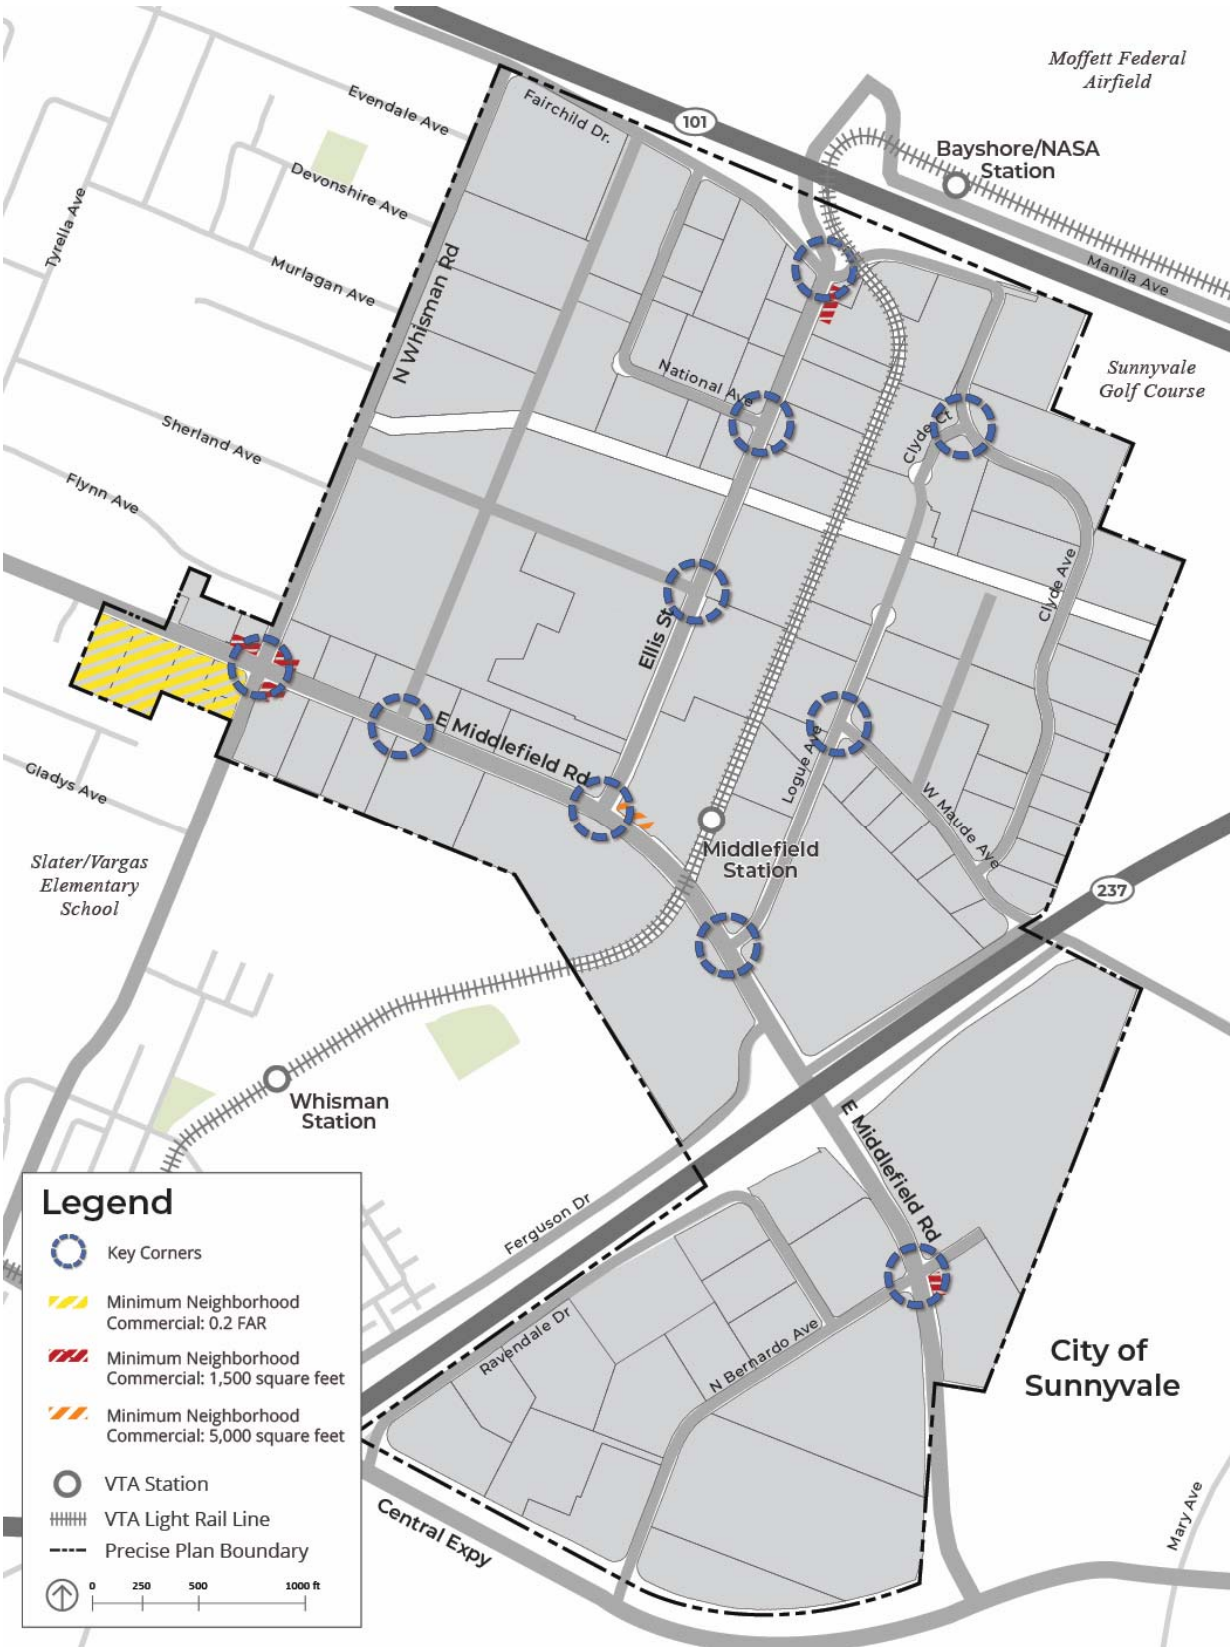 Moffett Federal
Airfield
Evendale Ave
Fairchild Dr.
101
Bayshore/NASA
Station
Devonshire Ave
Tyrella Ave
Murlagan Ave
N Whisman Rd
Manila Ave
Sunnyvale
Golf Course
National Ave
Clyde Ct
Sherland Ave
Flynn Ave
Clyde Ave
Ellis St
E Middlefield Rd
Logue Ave
W Maude Ave
Gladys Ave
Middlefield
Station
Slater/Vargas
Elementary
School
237
Whisman
Station
E Middlefield Rd
Ferguson Dr
Ravendale Dr
N Bernardo Ave
City of
Sunnyvale
Central Expy
Mary Ave
Legend
Key Corners
Minimum Neighborhood
Commercial: 0.2 FAR
Minimum Neighborhood
Commercial: 1,500 square feet
Minimum Neighborhood
Commercial: 5,000 square feet
VTA Station
VTA Light Rail Line
Precise Plan Boundary
0 250 500 1000 ft